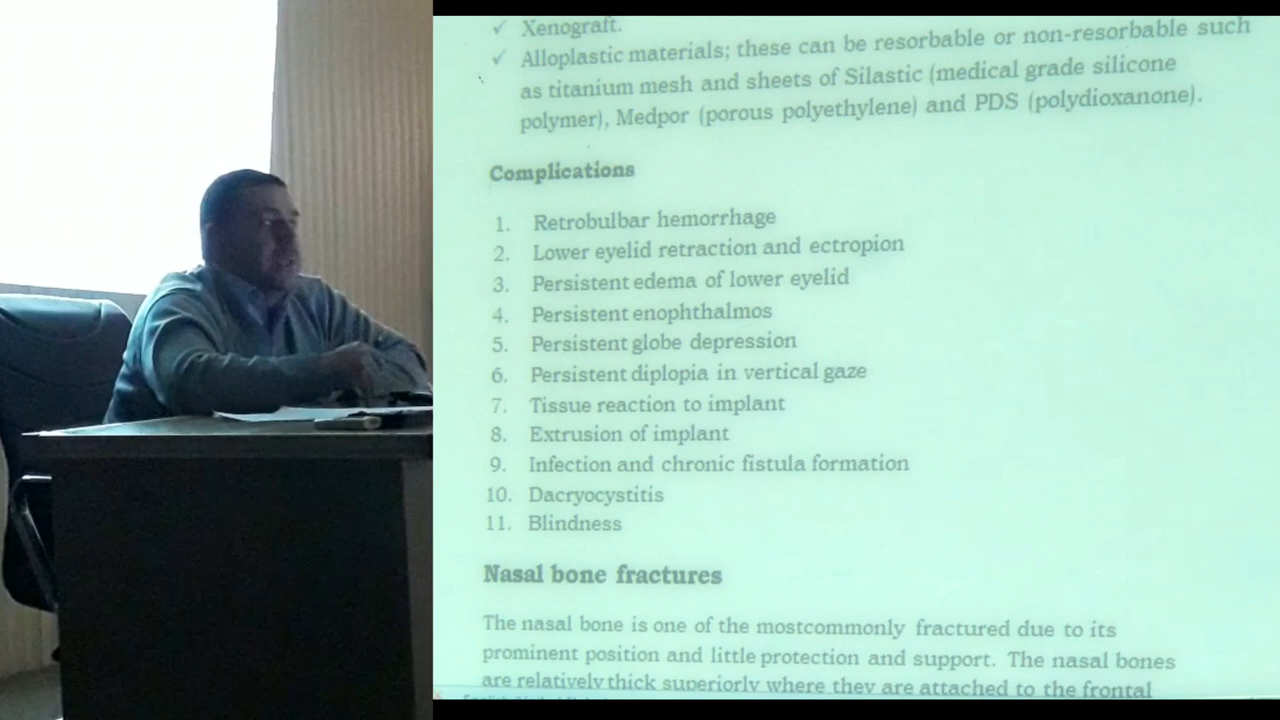 ✓ Xenograft.
✓ Alloplastic materials; these can be resorbable or non-resorbable such
as titanium mesh and sheets of Silastic (medical grade silicone
polymer), Medpor (porous polyethylene) and PDS (polydioxanone).
Complications
1. Retrobulbar hemorrhage
2. Lower eyelid retraction and ectropion
3. Persistent edema of lower eyelid
4. Persistent enophthalmos
5. Persistent globe depression
6. Persistent diplopia in vertical gaze
7. Tissue reaction to implant
8. Extrusion of implant
9. Infection and chronic fistula formation
10. Dacryocystitis
11. Blindness
Nasal bone fractures
The nasal bone is one of the mostcommonly fractured due to its
prominent position and little protection and support. The nasal bones
are relatively thick superiorly where they are attached to the frontal